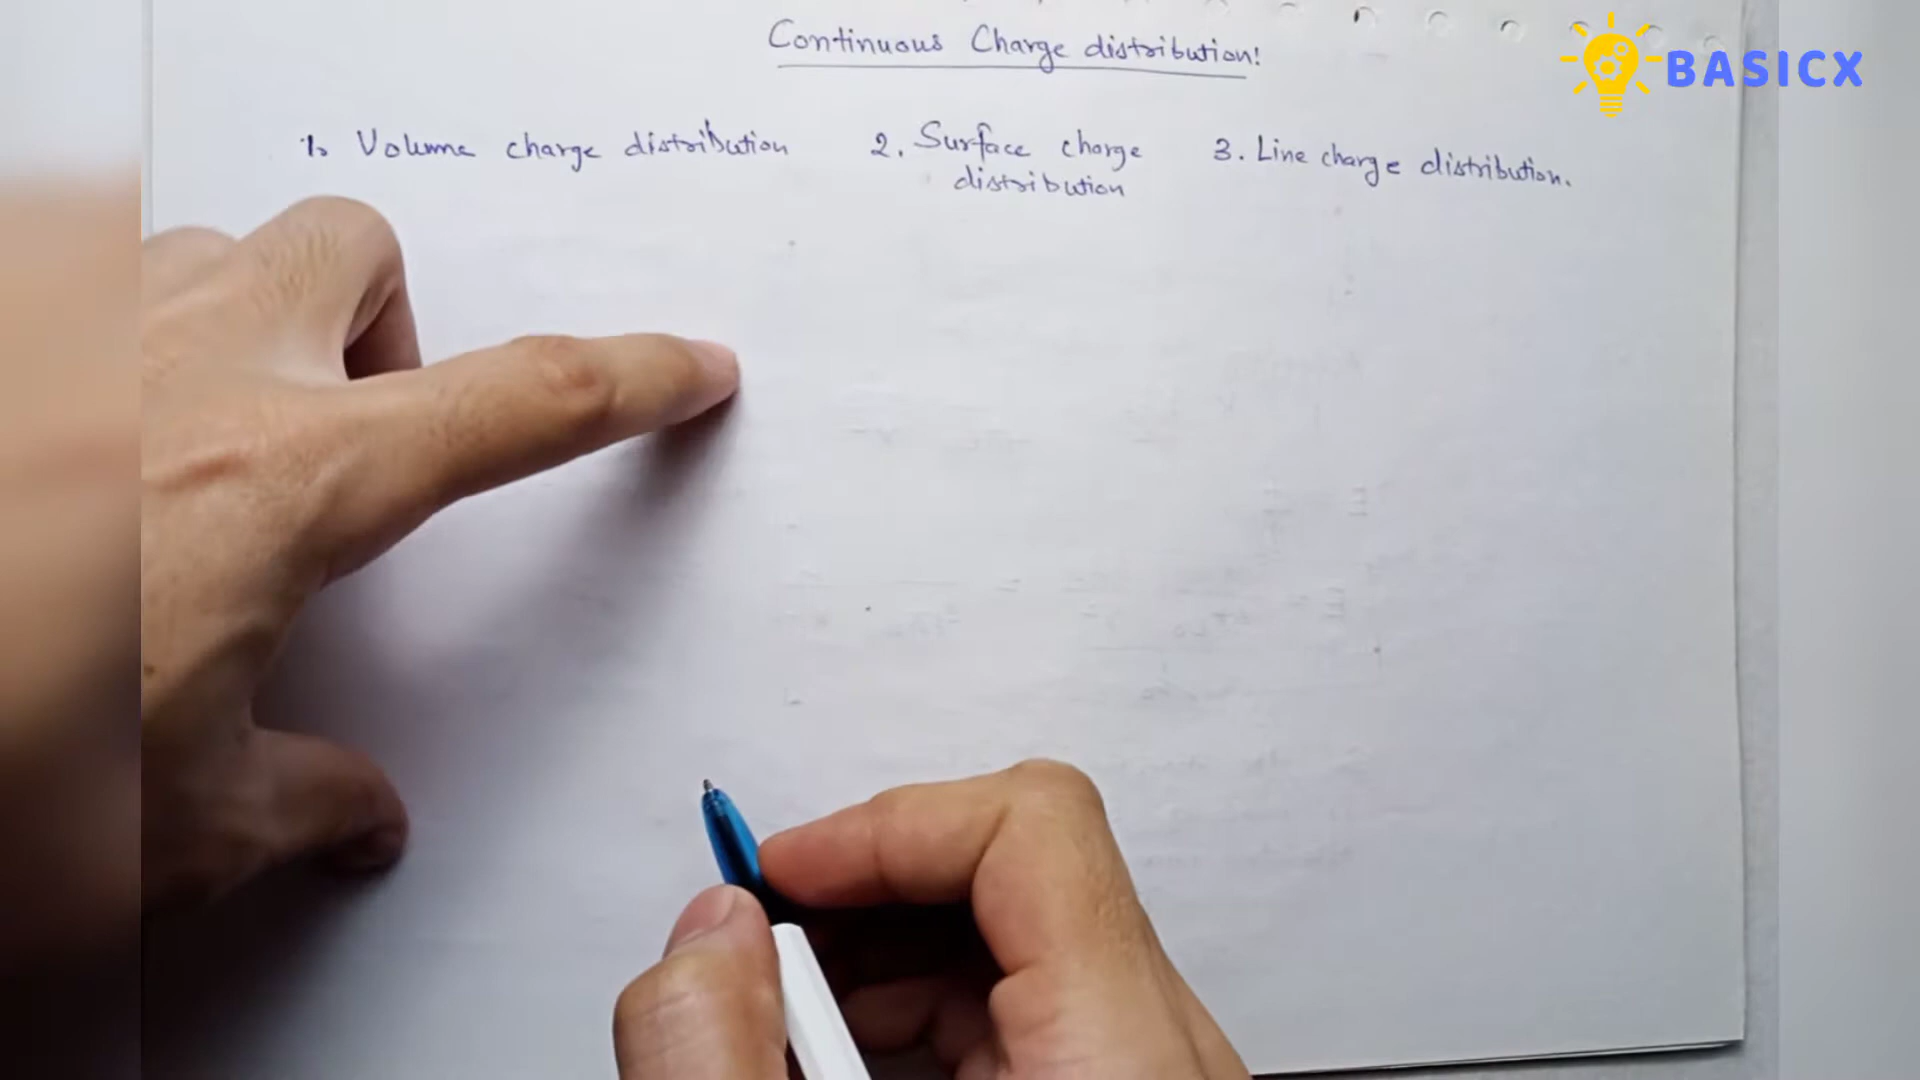 Continuous Charge distribution!
BASICX
1. Volume charge distribution
2. Surface charge
distribution
3. Line charge distribution.